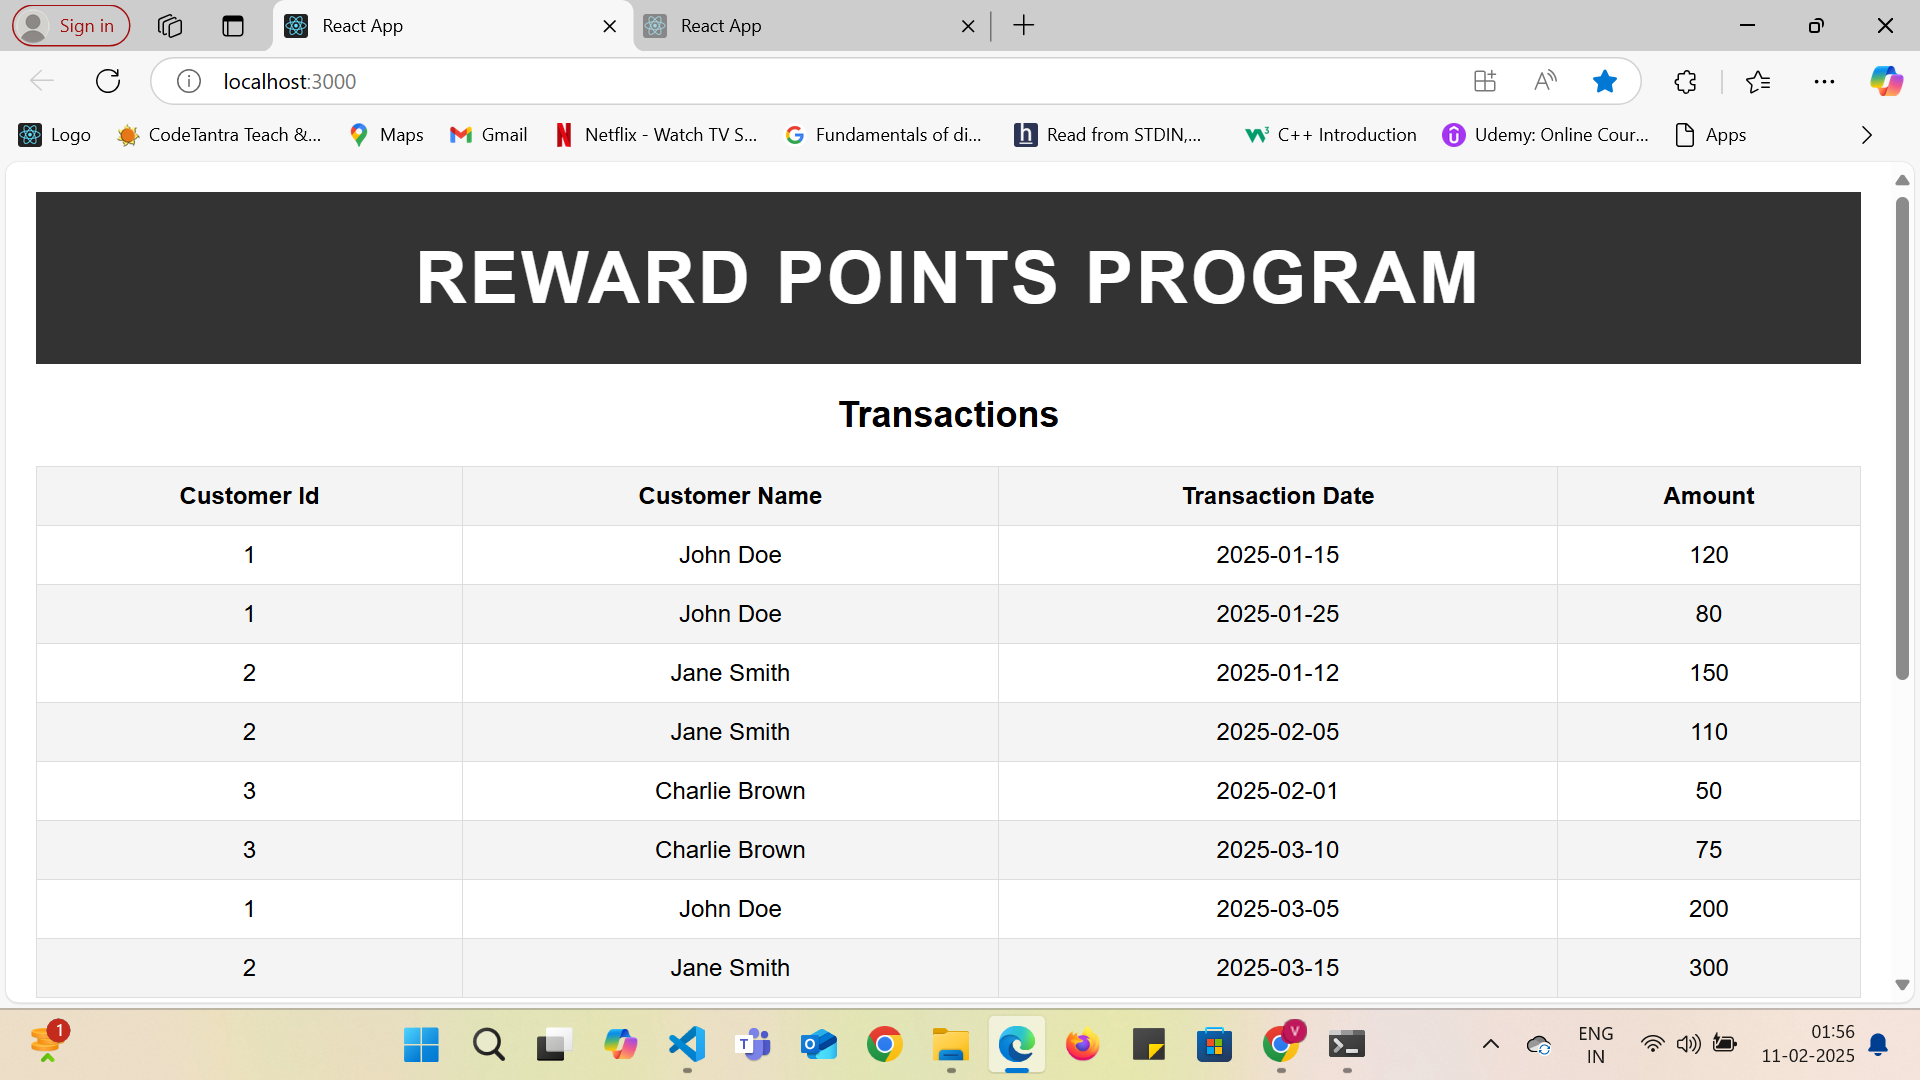 Sign in
React App
React App
localhost:3000
Logo
CodeTantra Teach &...
Maps
Gmail
Netflix - Watch TV S...
Fundamentals of di...
Read from STDIN,...
C++ Introduction
Udemy: Online Cour...
Apps
REWARD POINTS PROGRAM
Transactions
Customer Id Customer Name Transaction Date Amount
1 John Doe 2025-01-15 120
1 John Doe 2025-01-25 80
2 Jane Smith 2025-01-12 150
2 Jane Smith 2025-02-05 110
3 Charlie Brown 2025-02-01 50
3 Charlie Brown 2025-03-10 75
1 John Doe 2025-03-05 200
2 Jane Smith 2025-03-15 300
1
V
ENG
IN
01:56
11-02-2025